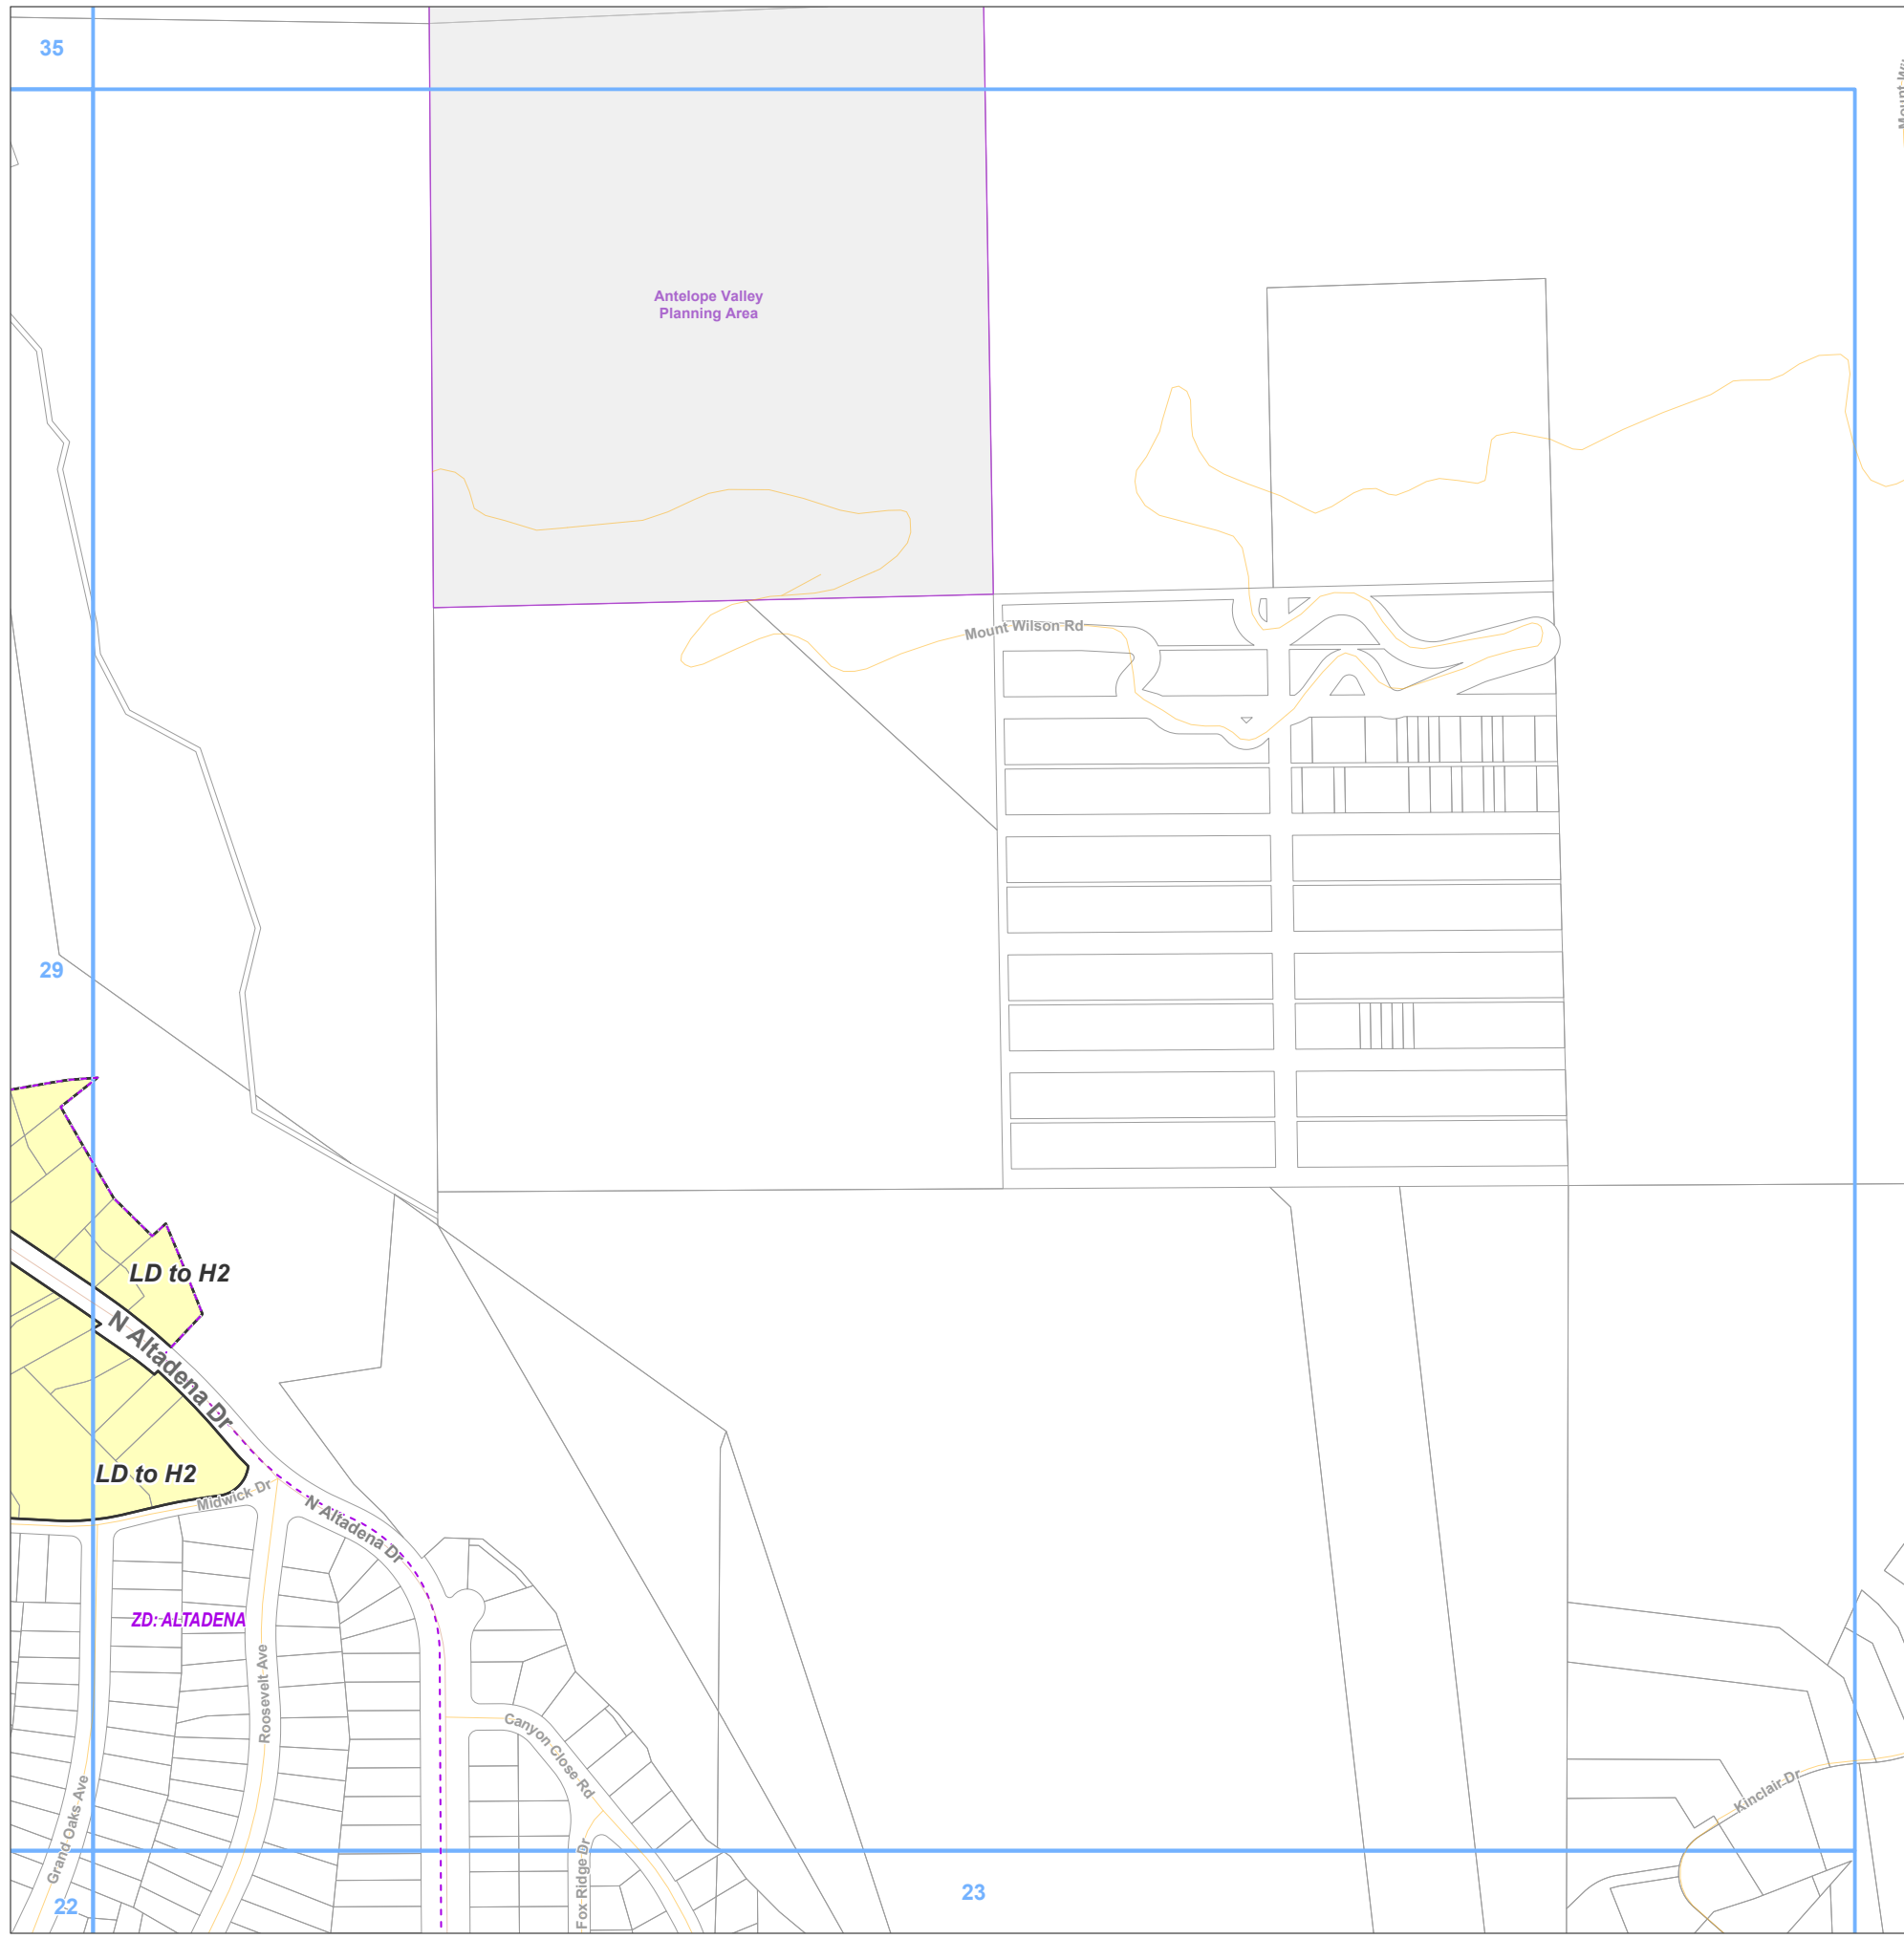 35
Antelope Valley
Planning Area
Mount Wilson Rd
29
LD to H2
N Altadena Dr
LD to H2
Midwick Dr
N Altadena Dr
ZD: ALTADENA
Roosevelt Ave
Canyon Close Rd
Grand Oaks Ave
Kinclair Dr
Fox Ridge Dr
22
23